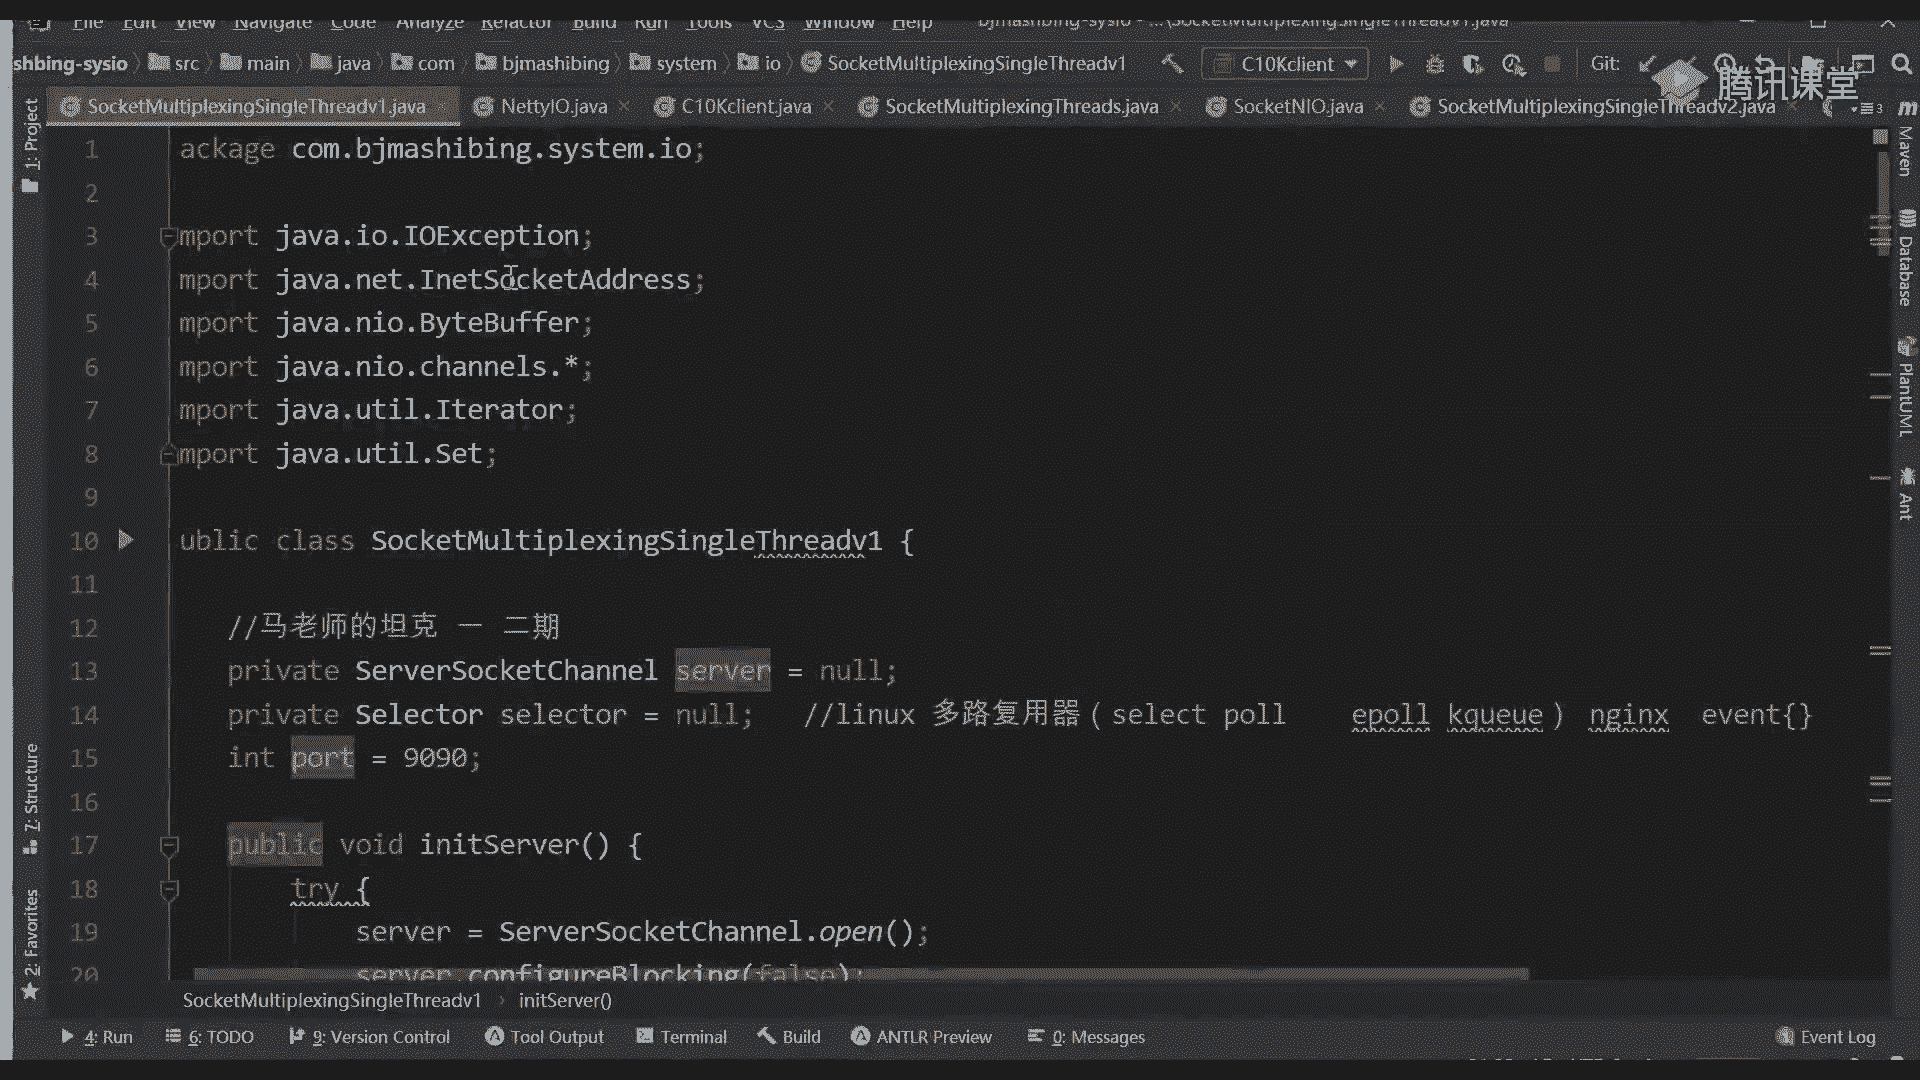 File Edit View Navigate Code Analyze Refactor Build Run Tools VCS Window Help bjmashibing-sysio - ...\SocketMultiplexingSingleThreadv1.java
shbing-sysio src main java com bjmashibing system io SocketMultiplexingSingleThreadv1 C10Kclient Git:
腾讯课堂
SocketMultiplexingSingleThreadv1.java NettyIO.java C10Kclient.java SocketMultiplexingThreads.java SocketNIO.java SocketMultiplexingSingleThreadv2.java 3
1 ackage com.bjmashibing.system.io;
2
3 mport java.io.IOException;
4 mport java.net.InetSocketAddress;
5 mport java.nio.ByteBuffer;
6 mport java.nio.channels.*;
7 mport java.util.Iterator;
8 mport java.util.Set;
9
10 ublic class SocketMultiplexingSingleThreadv1 {
11
12 //马老师的坦克 一 二期
13 private ServerSocketChannel server = null;
14 private Selector selector = null; //linux 多路复用器(select poll epoll kqueue) nginx event{}
15 int port = 9090;
16
17 public void initServer() {
18 try {
19 server = ServerSocketChannel.open();
20 server.configureBlocking(false);
SocketMultiplexingSingleThreadv1 initServer()
4: Run 6: TODO 9: Version Control Tool Output Terminal Build ANTLR Preview 0: Messages Event Log
1: Project
7: Structure
2: Favorites
m
Maven
Database
PlantUML
Ant